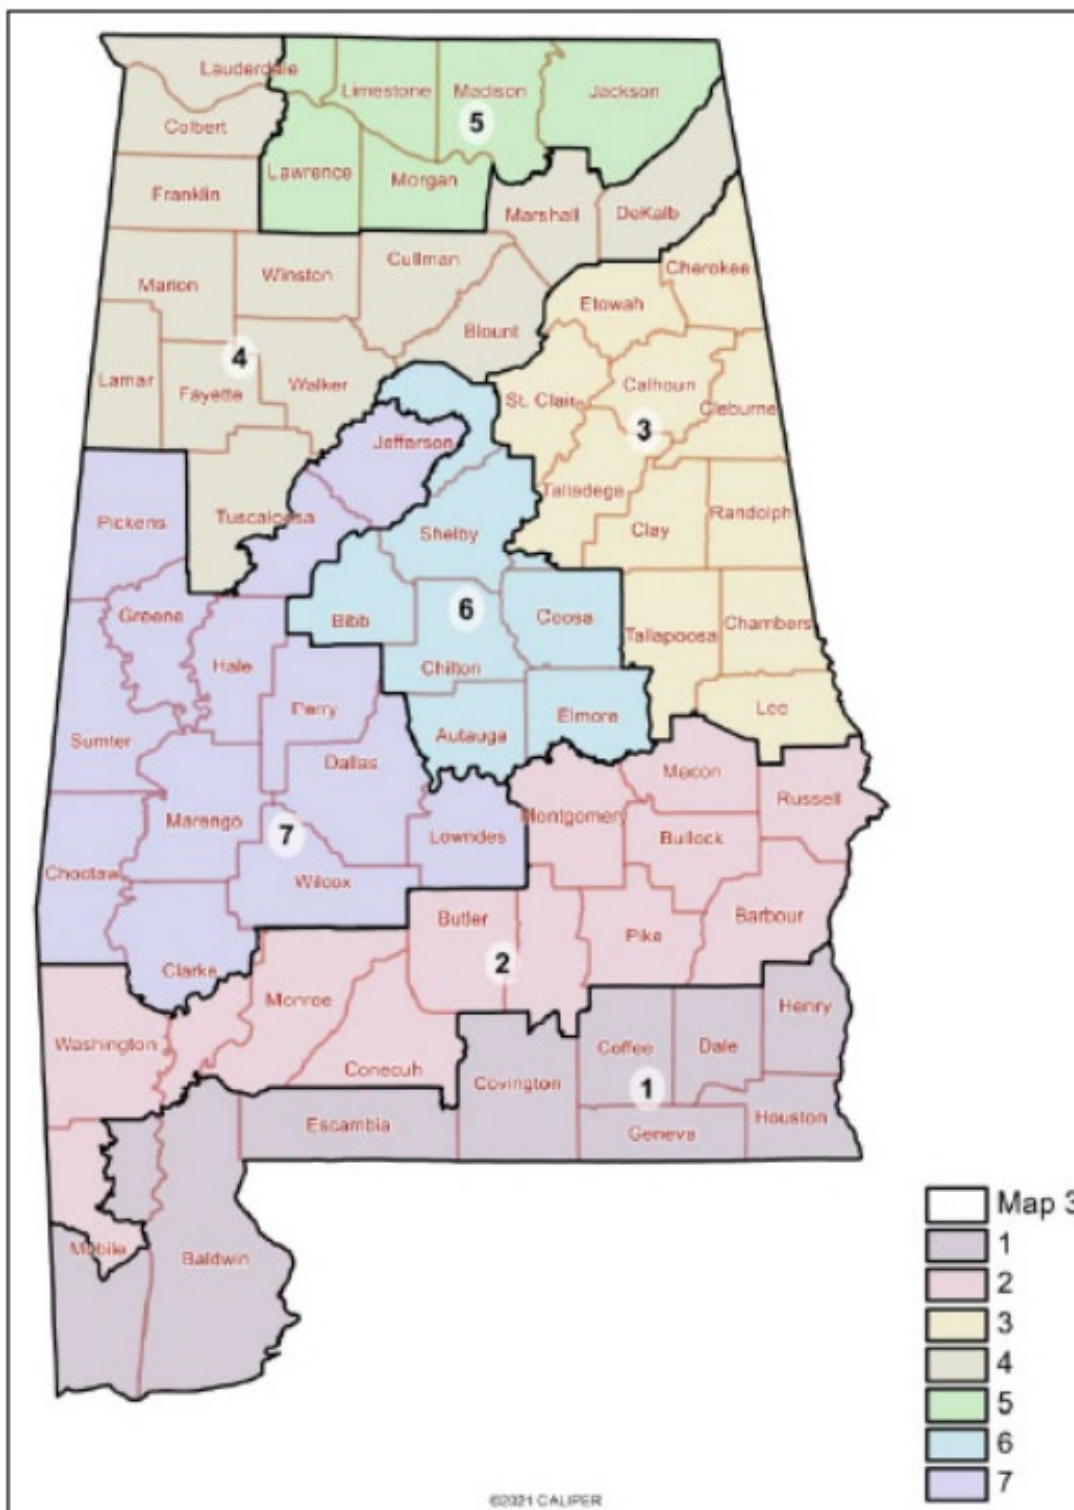 Lauderdale
Limestone
Madison
Jackson
5
Colbert
Lawrence
Morgan
Franklin
Marshall
DeKalb
Cullman
Winston
Cherokee
Marion
Etowah
Blount
4
Lamar
Fayette
Walker
St. Clair
Calhoun
Cleburne
3
Jefferson
Talladega
Pickens
Tuscaloosa
Shelby
Clay
Randolph
Greene
Bibb
6
Coosa
Tallapoosa
Chambers
Hale
Chilton
Perry
Elmore
Lee
Sumter
Autauga
Dallas
Macon
Russell
Marengo
7
Lowndes
Montgomery
Bullock
Choctaw
Wilcox
Butler
Pike
Barbour
2
Clarke
Monroe
Washington
Conecuh
Covington
Coffee
Dale
Henry
1
Escambia
Geneva
Houston
Mobile
Baldwin
Map 3
1
2
3
4
5
6
7
©2021 CALIPER